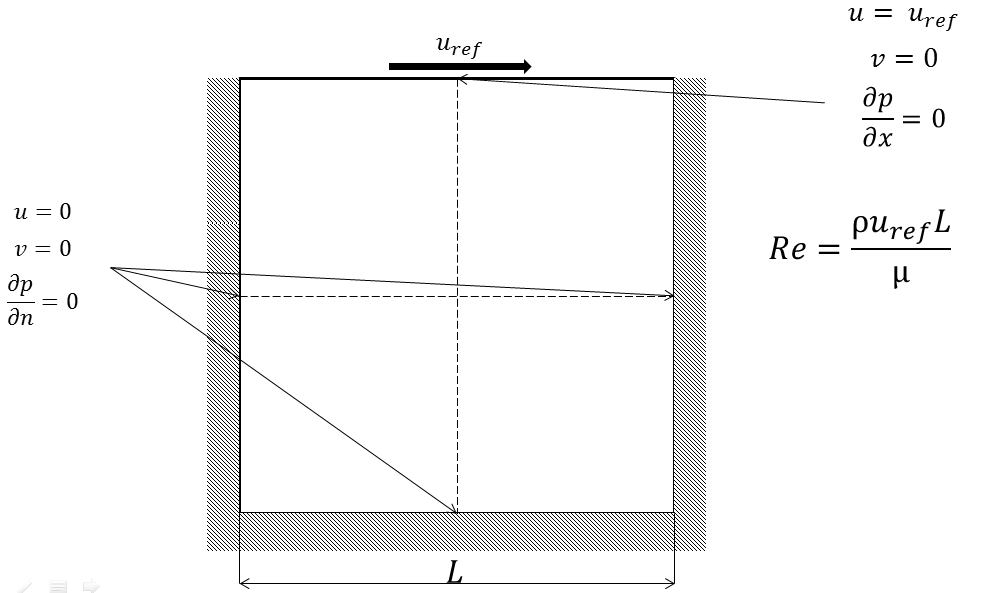 u_ref
u = u_ref
v = 0
∂p/∂x = 0
u = 0
v = 0
∂p/∂n = 0
Re = ρu_ref L/μ
L